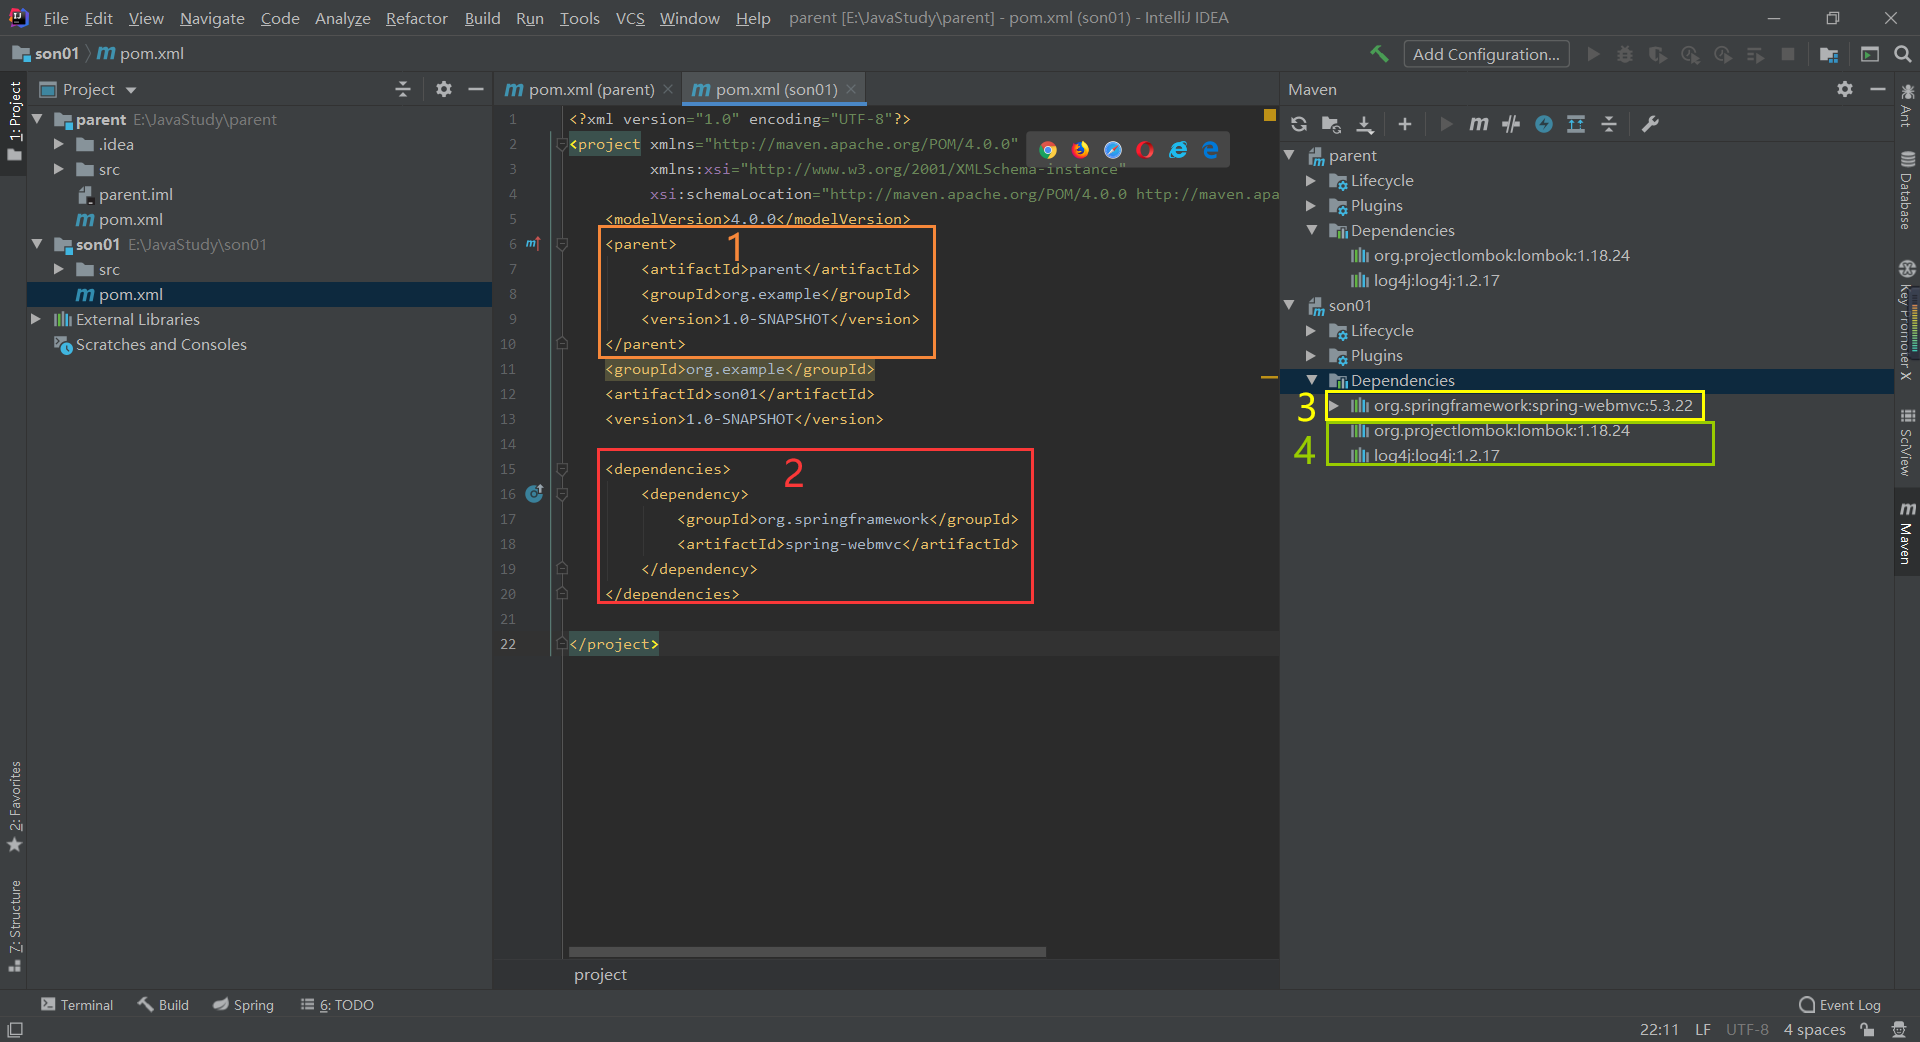 File Edit View Navigate Code Analyze Refactor Build Run Tools VCS Window Help parent [E:\JavaStudy\parent] - pom.xml (son01) - IntelliJ IDEA
son01 pom.xml
Add Configuration...
1: Project
Project
parent E:\JavaStudy\parent
.idea
src
parent.iml
pom.xml
son01 E:\JavaStudy\son01
src
pom.xml
External Libraries
Scratches and Consoles
2: Favorites
7: Structure
pom.xml (parent)
pom.xml (son01)
1 <?xml version="1.0" encoding="UTF-8"?>
2 <project xmlns="http://maven.apache.org/POM/4.0.0"
3 xmlns:xsi="http://www.w3.org/2001/XMLSchema-instance"
4 xsi:schemaLocation="http://maven.apache.org/POM/4.0.0 http://maven.apa
5 <modelVersion>4.0.0</modelVersion>
6 <parent>
1
7 <artifactId>parent</artifactId>
8 <groupId>org.example</groupId>
9 <version>1.0-SNAPSHOT</version>
10 </parent>
11 <groupId>org.example</groupId>
12 <artifactId>son01</artifactId>
13 <version>1.0-SNAPSHOT</version>
14
15 <dependencies>
2
16 <dependency>
17 <groupId>org.springframework</groupId>
18 <artifactId>spring-webmvc</artifactId>
19 </dependency>
20 </dependencies>
21
22 </project>
project
Maven
parent
Lifecycle
Plugins
Dependencies
org.projectlombok:lombok:1.18.24
log4j:log4j:1.2.17
son01
Lifecycle
Plugins
Dependencies
3 org.springframework:spring-webmvc:5.3.22
4 org.projectlombok:lombok:1.18.24
log4j:log4j:1.2.17
Ant
Database
Key Promoter X
SciView
Maven
Terminal Build Spring 6: TODO
Event Log
22:11 LF UTF-8 4 spaces